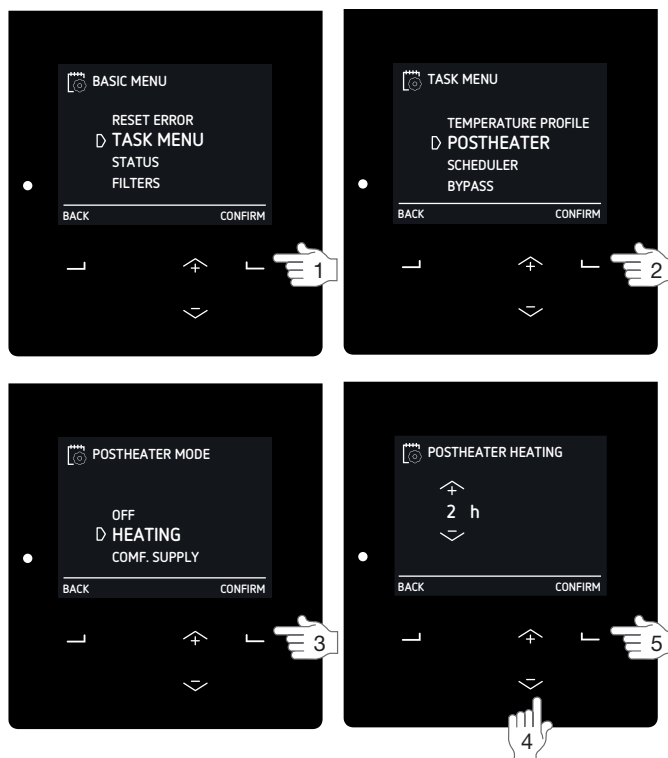 BASIC MENU
RESET ERROR
TASK MENU
STATUS
FILTERS
BACK CONFIRM
1
TASK MENU
TEMPERATURE PROFILE
POSTHEATER
SCHEDULER
BYPASS
BACK CONFIRM
2
POSTHEATER MODE
OFF
HEATING
COMF. SUPPLY
BACK CONFIRM
3
POSTHEATER HEATING
2 h
BACK CONFIRM
5
4